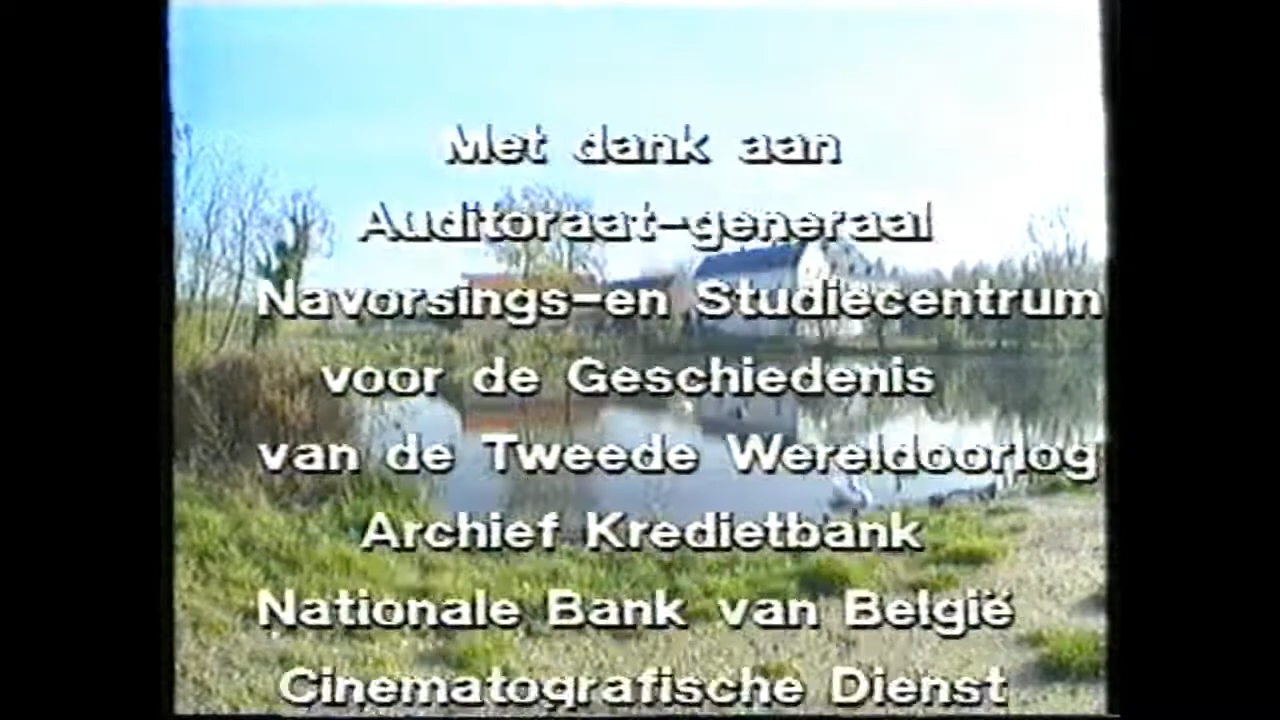 Met dank aan
Auditoraat-generaal
Navorsings-en Studiecentrum
voor de Geschiedenis
van de Tweede Wereldoorlog
Archief Kredietbank
Nationale Bank van België
Cinematografische Dienst